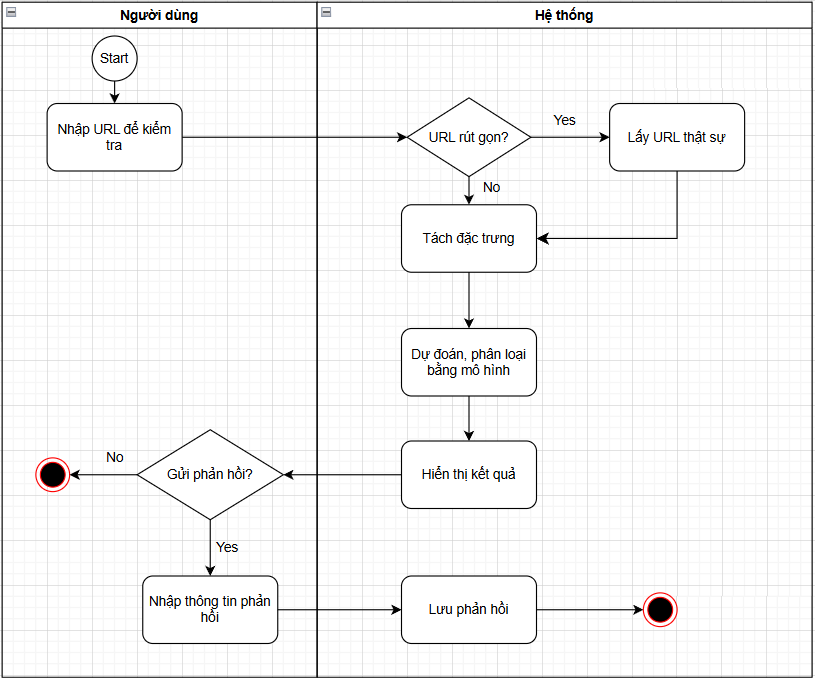 Người dùng
Hệ thống
Start
Nhập URL để kiểm
tra
URL rút gọn?
Yes
Lấy URL thật sự
No
Tách đặc trưng
Dự đoán, phân loại
bằng mô hình
Hiển thị kết quả
Gửi phản hồi?
No
Yes
Nhập thông tin phản
hồi
Lưu phản hồi